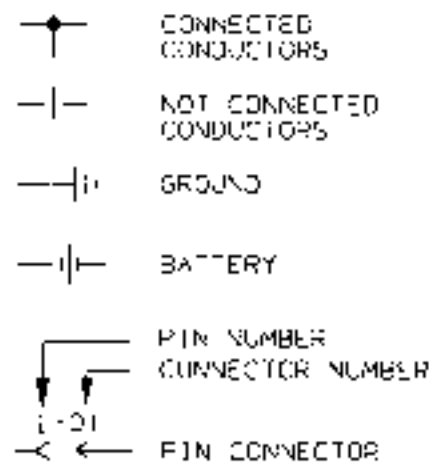 CONNECTED
CONDUCTORS
NOT CONNECTED
CONDUCTORS
GROUND
BATTERY
PIN NUMBER
CONNECTOR NUMBER
PIN CONNECTOR